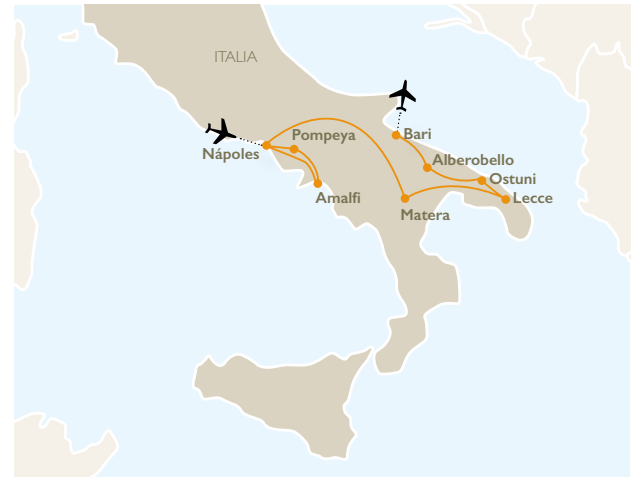 ITALIA
Pompeya
Bari
Nápoles
Alberobello
Ostuni
Amalfi
Lecce
Matera